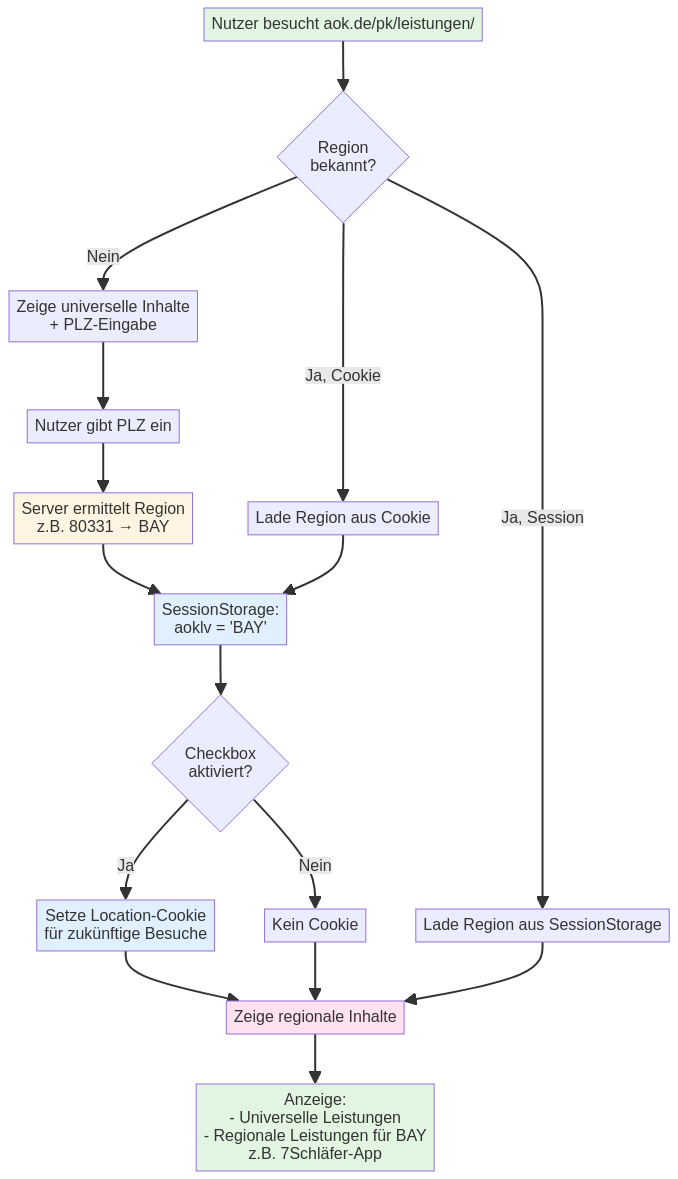 Nutzer besucht aok.de/pk/leistungen/
Region
bekannt?
Nein
Zeige universelle Inhalte
+ PLZ-Eingabe
Ja, Cookie
Nutzer gibt PLZ ein
Server ermittelt Region
z.B. 80331 → BAY
Lade Region aus Cookie
Ja, Session
SessionStorage:
aoklv = 'BAY'
Checkbox
aktiviert?
Ja
Nein
Setze Location-Cookie
für zukünftige Besuche
Kein Cookie
Lade Region aus SessionStorage
Zeige regionale Inhalte
Anzeige:
- Universelle Leistungen
- Regionale Leistungen für BAY
z.B. 7Schläfer-App